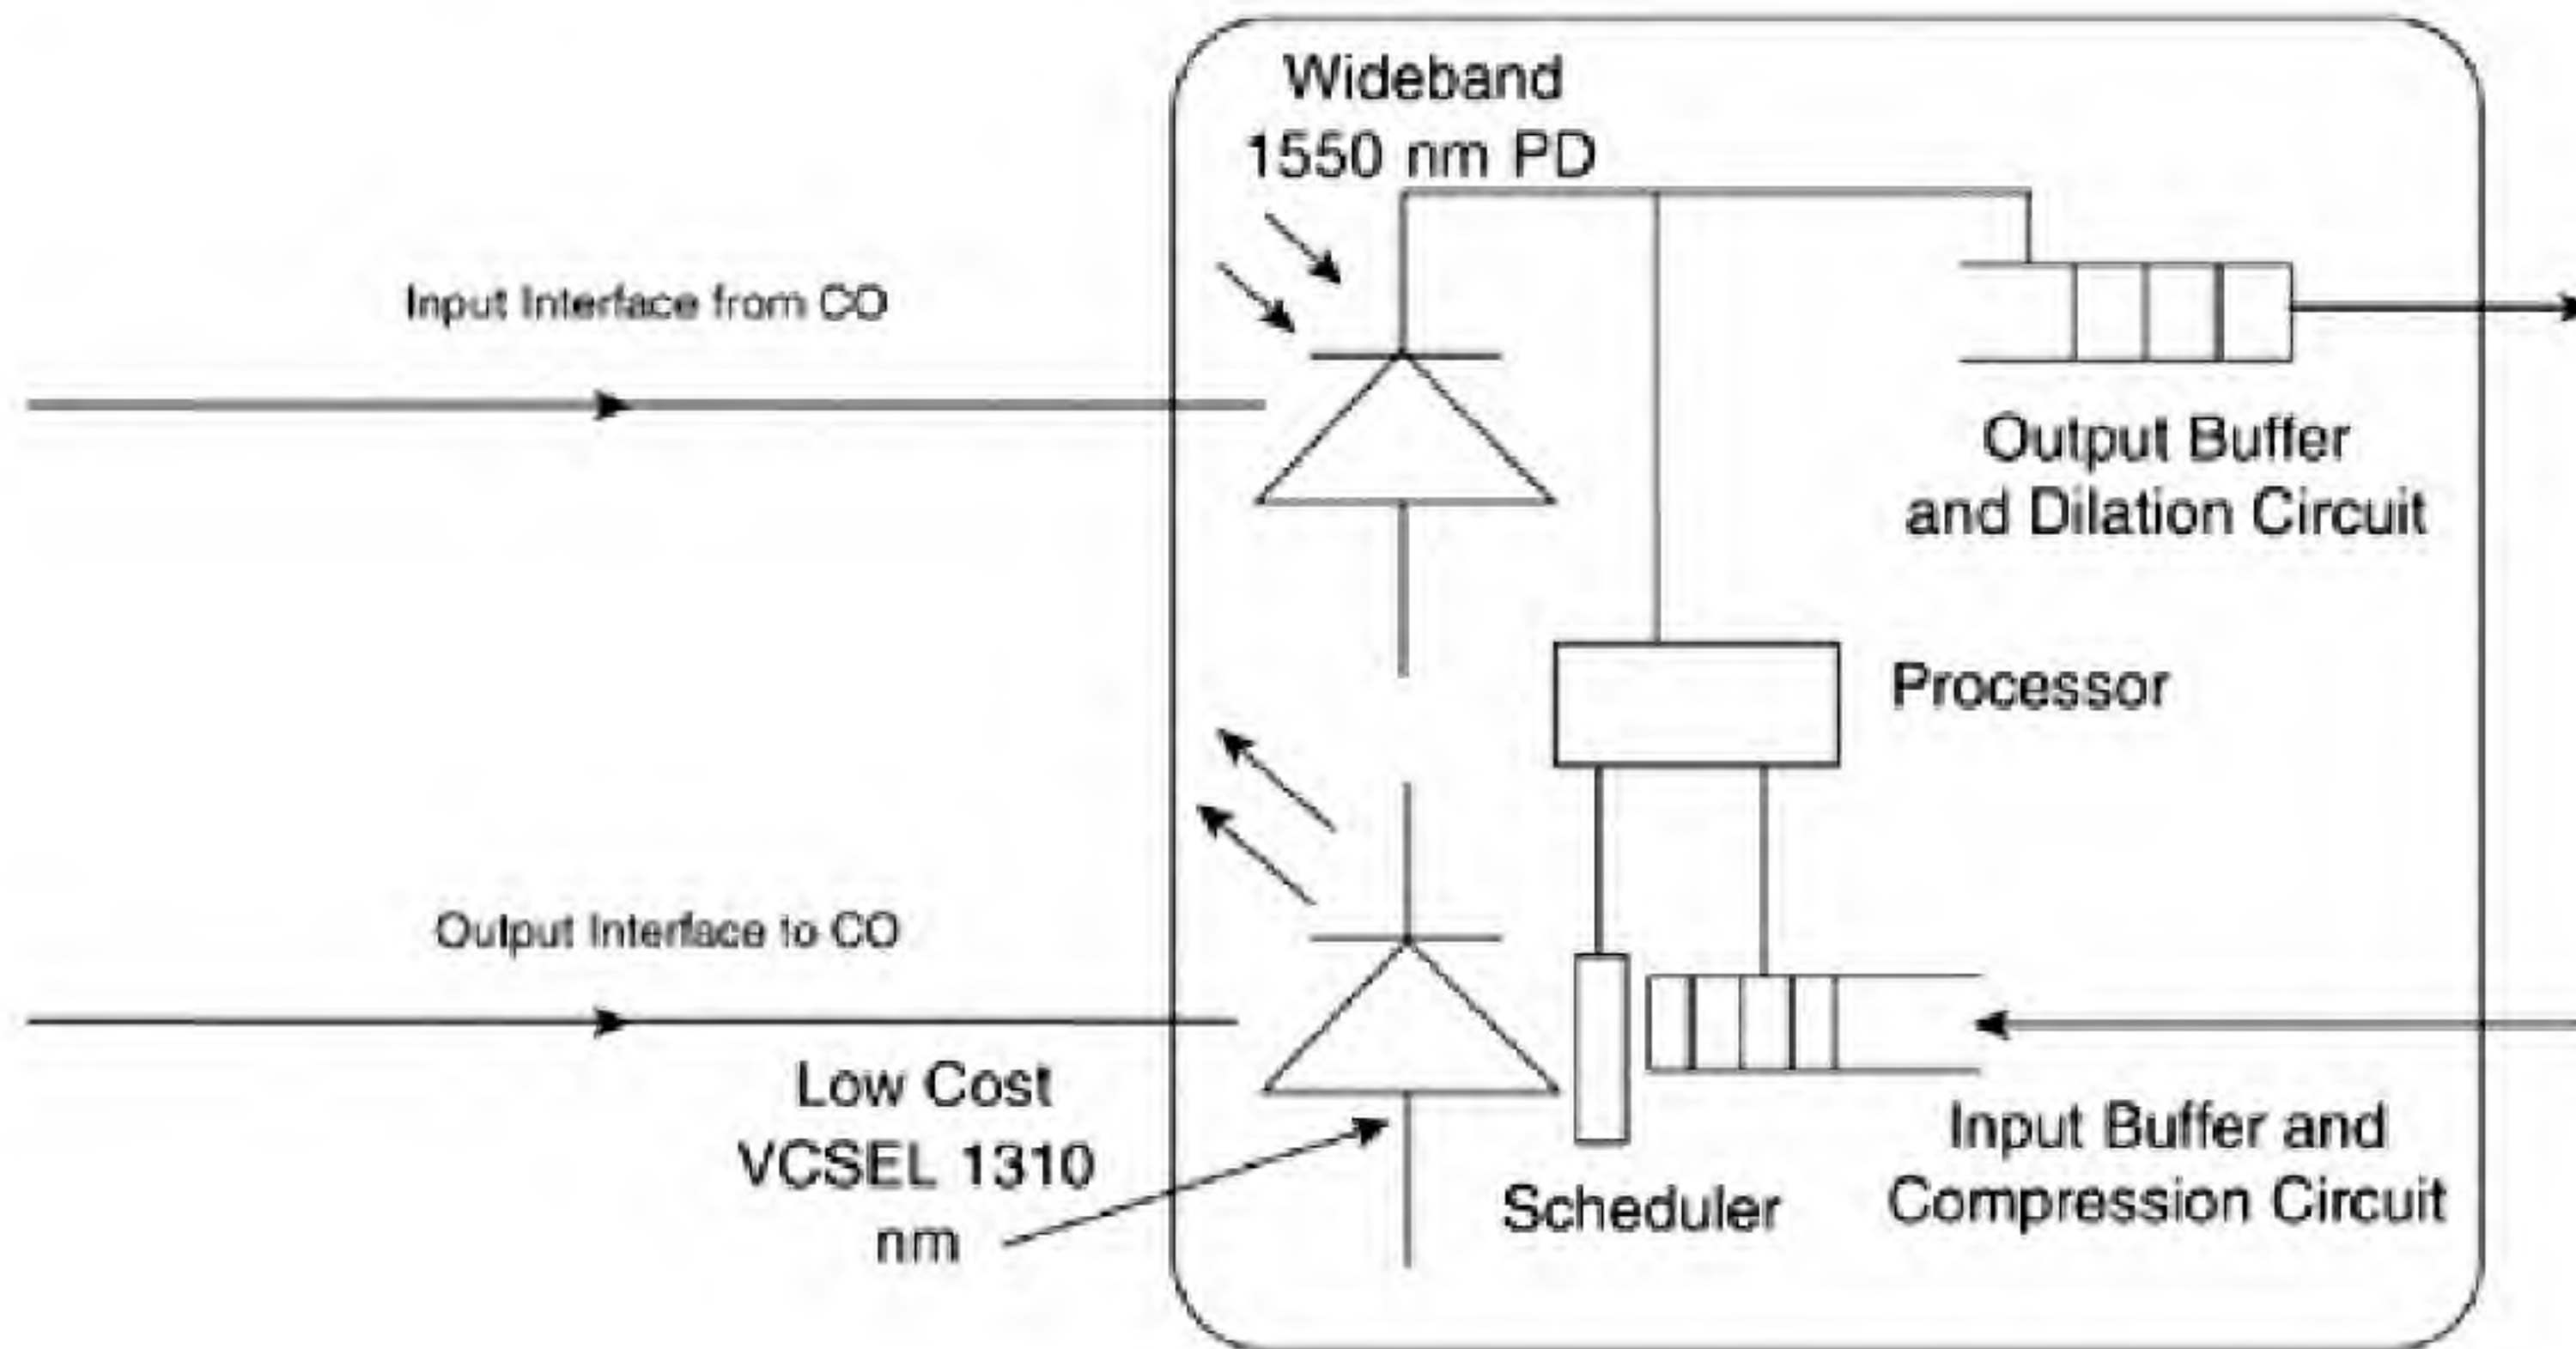 Wideband
1550 nm PD
Input Interface from CO
Output Buffer
and Dilation Circuit
Processor
Output Interface to CO
Low Cost
VCSEL 1310
nm
Scheduler
Input Buffer and
Compression Circuit